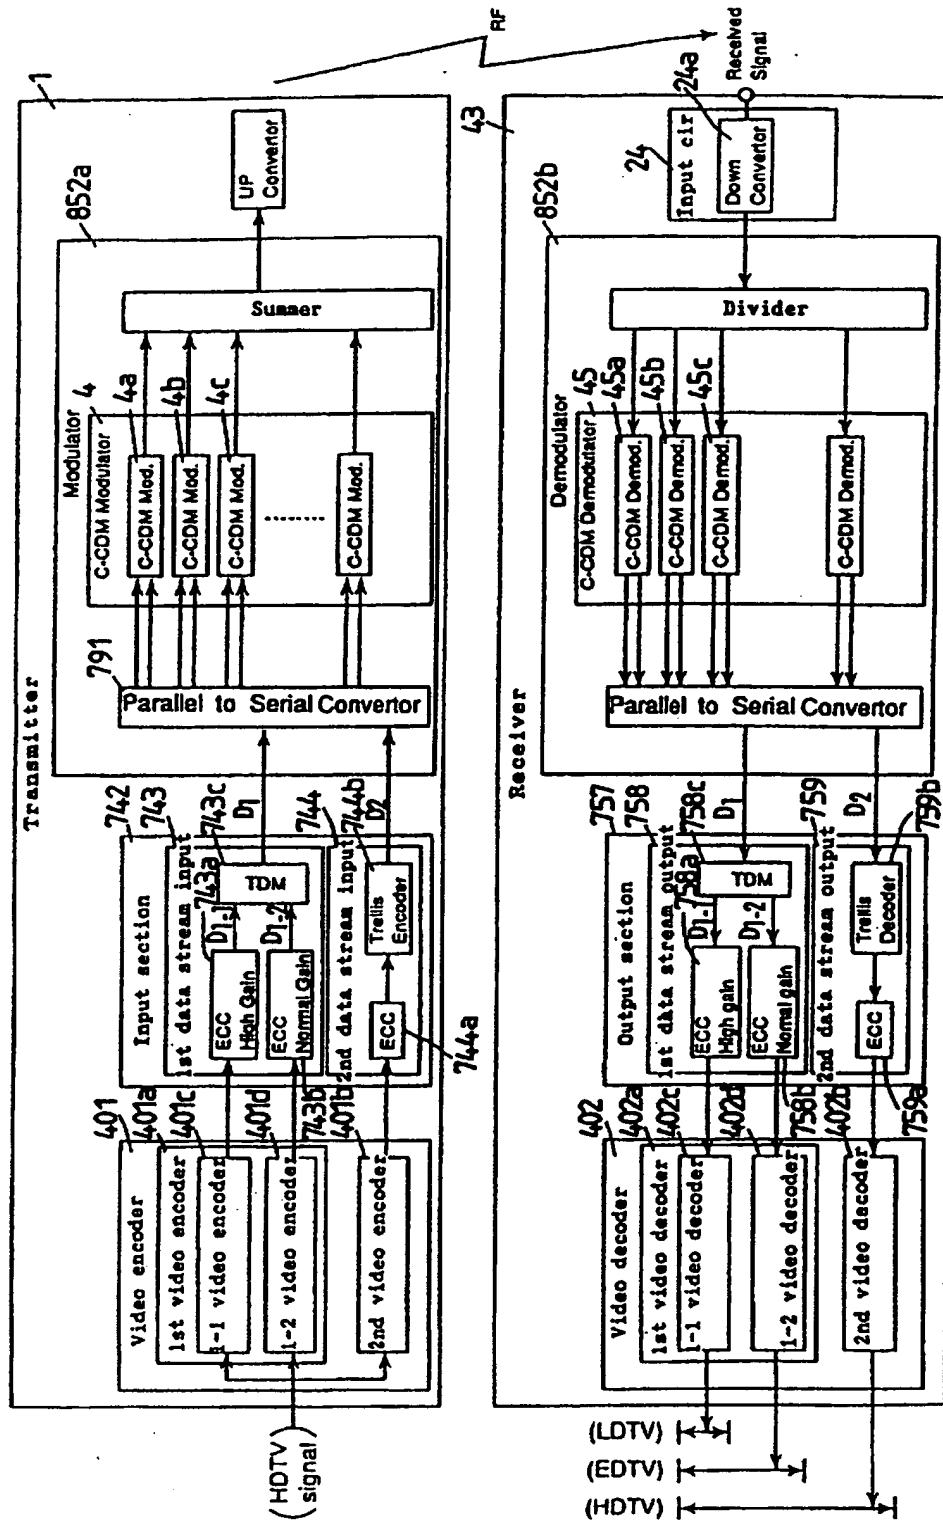 Transmitter
1
(HDTV signal)
Video encoder
401
1st video encoder
401a
1-1 video encoder
401c
1-2 video encoder
401d
2nd video encoder
401b
Input section
742
1st data stream input
743
ECC High Gain
743a
D1-1
ECC Normal Gain
743b
D1-2
TDM
743c
D1
2nd data stream input
744
ECC
744a
Trellis Encoder
744b
D2
Modulator
852a
Parallel to Serial Convertor
791
C-CDM Modulator
4
C-CDM Mod.
4a
C-CDM Mod.
4b
C-CDM Mod.
4c
C-CDM Mod.
Summer
UP Convertor
RF
Receiver
43
Received Signal
Input cir
24
Down Convertor
24a
Demodulator
852b
Divider
C-CDM Demodulator
45
C-CDM Demod.
45a
C-CDM Demod.
45b
C-CDM Demod.
45c
C-CDM Demod.
Parallel to Serial Convertor
D1
D2
Output section
757
1st data stream output
758
ECC High gain
758a
D1-1
ECC Normal gain
758b
D1-2
TDM
758c
2nd data stream output
759
ECC
759a
Trellis Decoder
759b
Video decoder
402
1st video decoder
402a
1-1 video decoder
402c
1-2 video decoder
402d
2nd video decoder
402b
(LDTV)
(EDTV)
(HDTV)